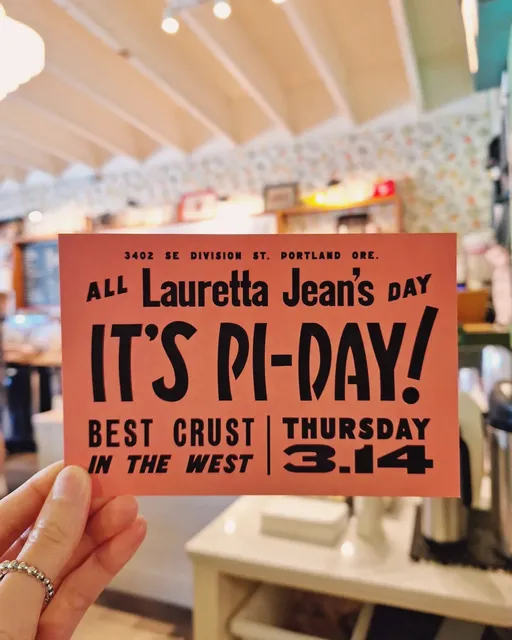 3402 SE DIVISION ST. PORTLAND ORE.
ALL Lauretta Jean's DAY
IT'S PI-DAY!
BEST CRUST
IN THE WEST
THURSDAY
3.14